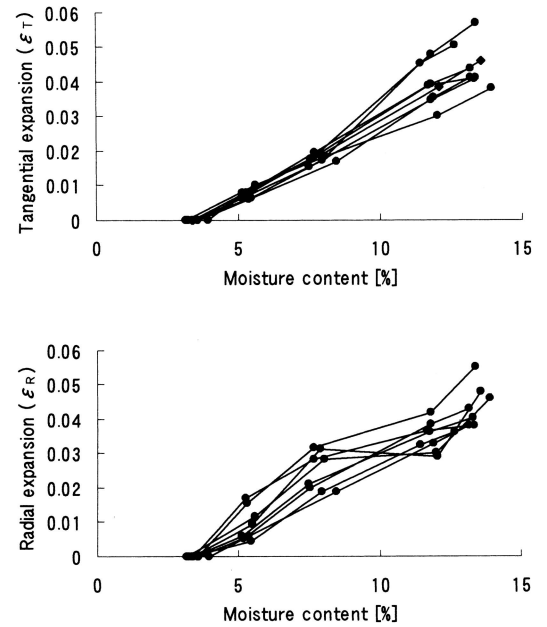 Tangential expansion (εT)
0.06
0.05
0.04
0.03
0.02
0.01
0
0 5 10 15
Moisture content [%]
Radial expansion (εR)
0.06
0.05
0.04
0.03
0.02
0.01
0
0 5 10 15
Moisture content [%]